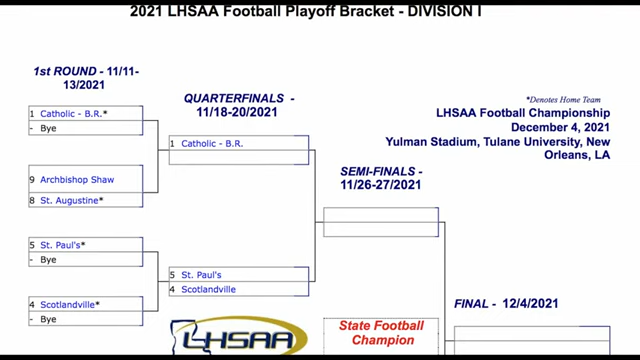 2021 LHSAA Football Playoff Bracket - DIVISION I
1st ROUND - 11/11-
13/2021
QUARTERFINALS -
11/18-20/2021
*Denotes Home Team
LHSAA Football Championship
December 4, 2021
Yulman Stadium, Tulane University, New
Orleans, LA
SEMI-FINALS -
11/26-27/2021
1 Catholic - B.R.*
- Bye
1 Catholic - B.R.
9 Archbishop Shaw
8 St. Augustine*
5 St. Paul's*
- Bye
5 St. Paul's
4 Scotlandville
4 Scotlandville*
- Bye
FINAL - 12/4/2021
LHSAA
State Football
Champion